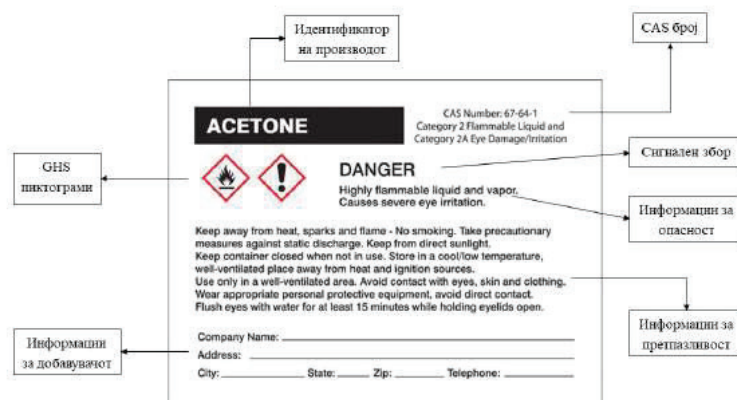 Идентификатор
на производот
CAS број
ACETONE
CAS Number: 67-64-1
Category 2 Flammable Liquid and
Category 2A Eye Damage/Irritation
GHS
пиктограми
DANGER
Сигнален збор
Highly flammable liquid and vapor.
Causes severe eye irritation.
Информации за
опасност
Keep away from heat, sparks and flame - No smoking. Take precautionary
measures against static discharge. Keep from direct sunlight.
Keep container closed when not in use. Store in a cool/low temperature,
well-ventilated place away from heat and ignition sources.
Use only in a well-ventilated area. Avoid contact with eyes, skin and clothing.
Wear appropriate personal protective equipment, avoid direct contact.
Flush eyes with water for at least 15 minutes while holding eyelids open.
Информации за
претпазливост
Информации
за добавувачот
Company Name:
Address:
City: State: Zip: Telephone: